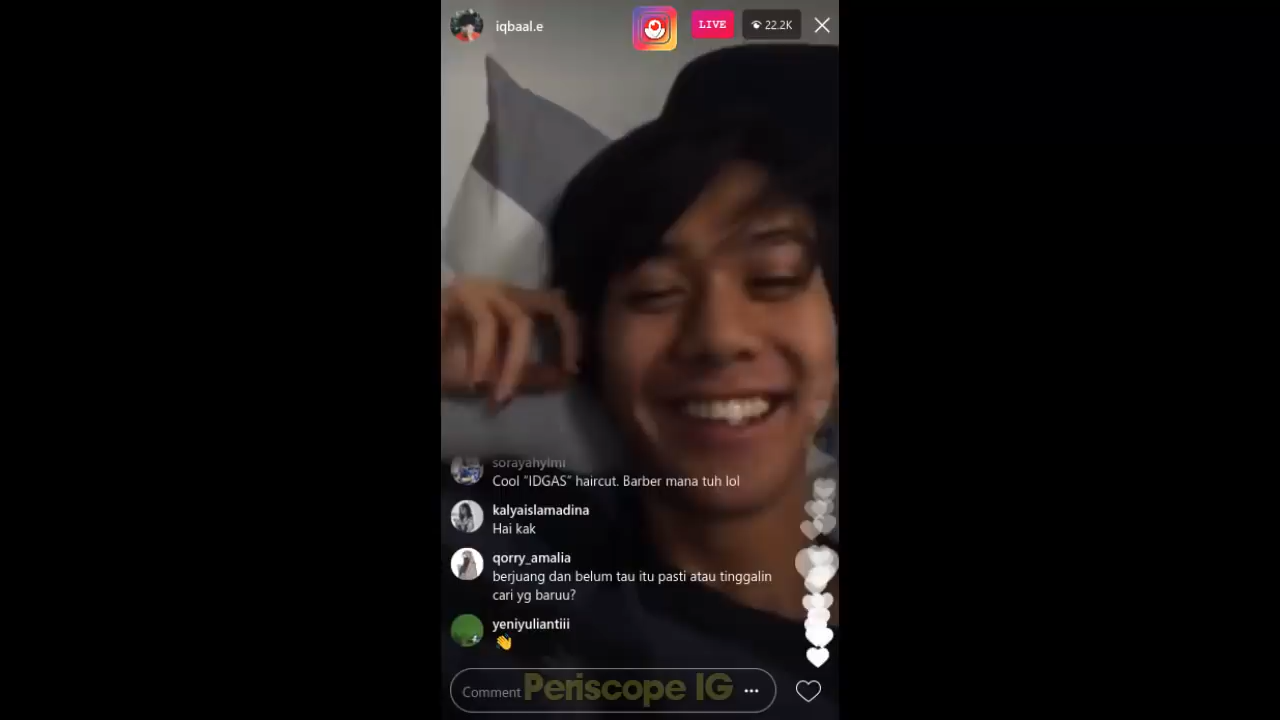 iqbaal.e
LIVE
22.2K
sorayahylmi
Cool "IDGAS" haircut. Barber mana tuh lol
kalyaislamadina
Hai kak
qorry_amalia
berjuang dan belum tau itu pasti atau tinggalin
cari yg baruu?
yeniyuliantiii
Comment
Periscope IG